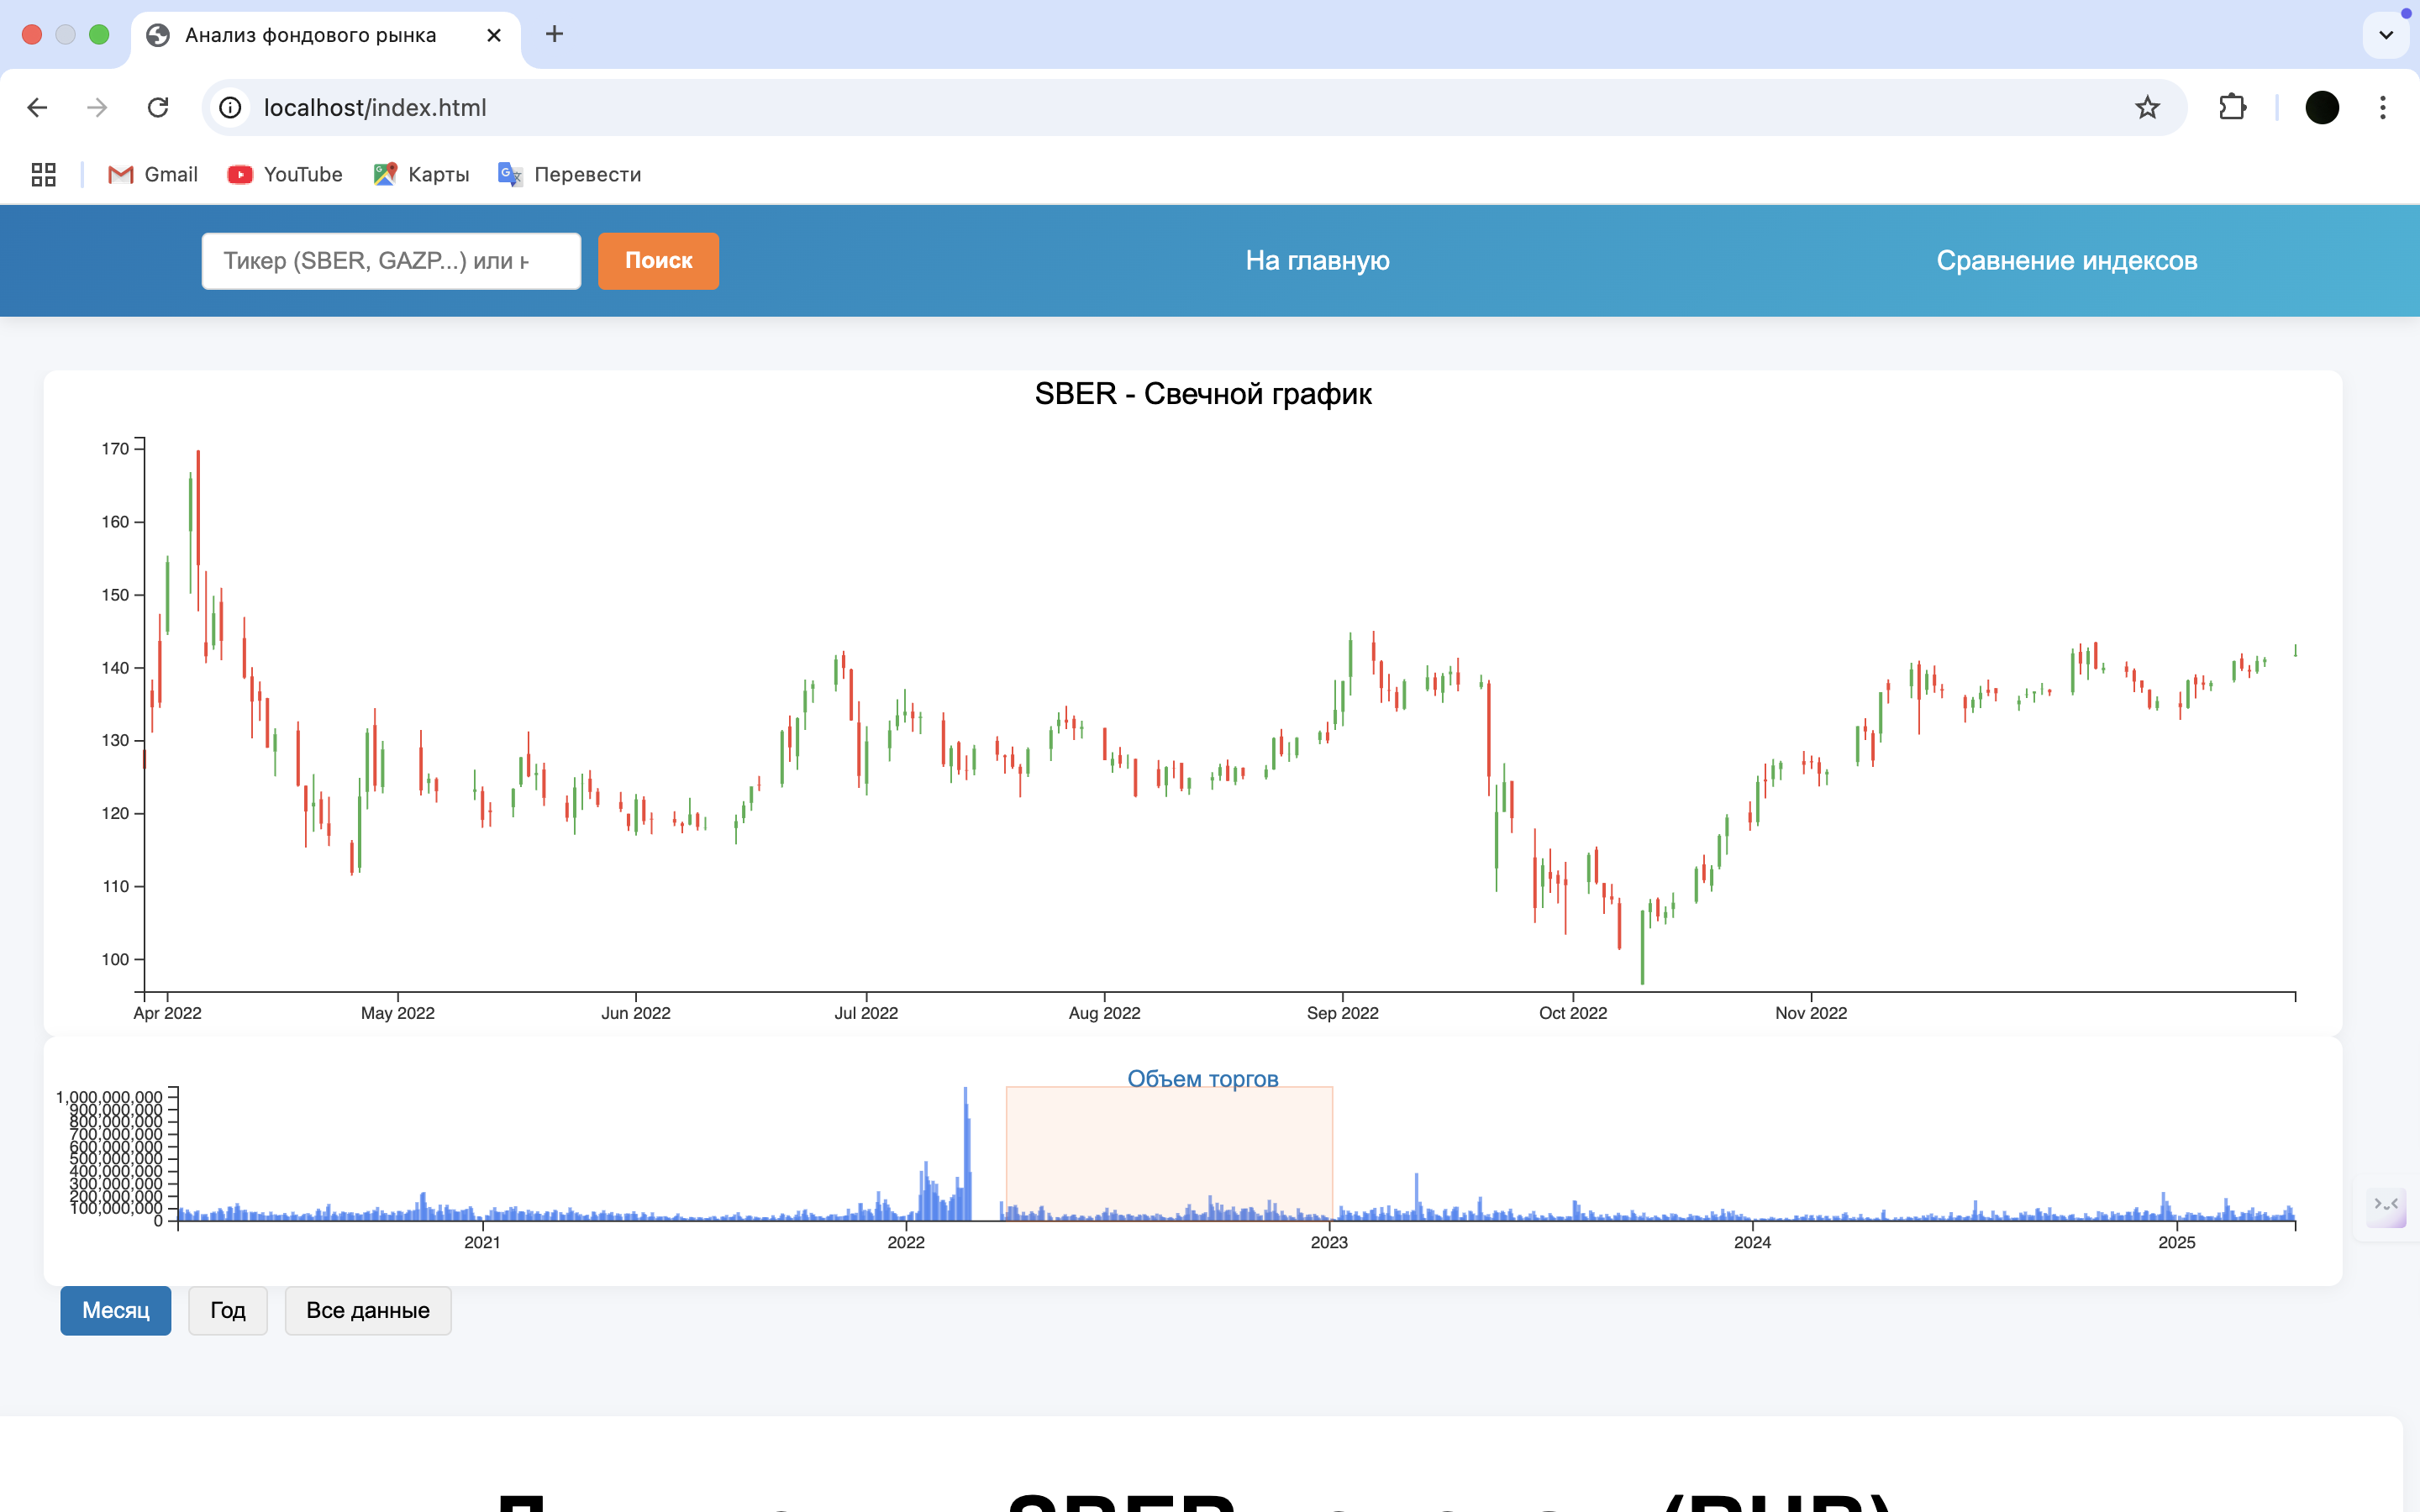 Анализ фондового рынка
localhost/index.html
Gmail YouTube Карты Перевести
Тикер (SBER, GAZP...) или
Поиск
На главную
Сравнение индексов
SBER - Свечной график
170
160
150
140
130
120
110
100
Apr 2022 May 2022 Jun 2022 Jul 2022 Aug 2022 Sep 2022 Oct 2022 Nov 2022
Объем торгов
1,000,000,000
900,000,000
800,000,000
700,000,000
600,000,000
500,000,000
400,000,000
300,000,000
200,000,000
100,000,000
0
2021 2022 2023 2024 2025
Месяц Год Все данные